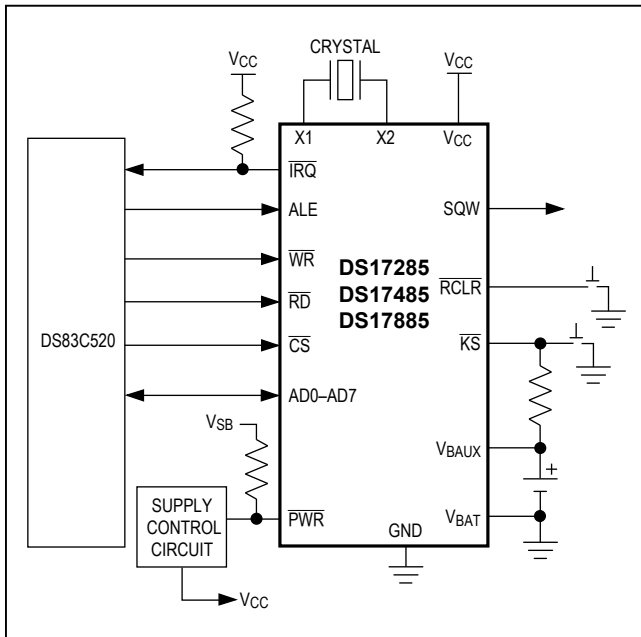 CRYSTAL
VCC
VCC
X1
X2
VCC
IRQ
ALE
SQW
WR
DS17285
DS17485
DS17885
RCLR
RD
DS83C520
CS
KS
AD0–AD7
VSB
VBAUX
+
SUPPLY
CONTROL
CIRCUIT
PWR
GND
VBAT
VCC